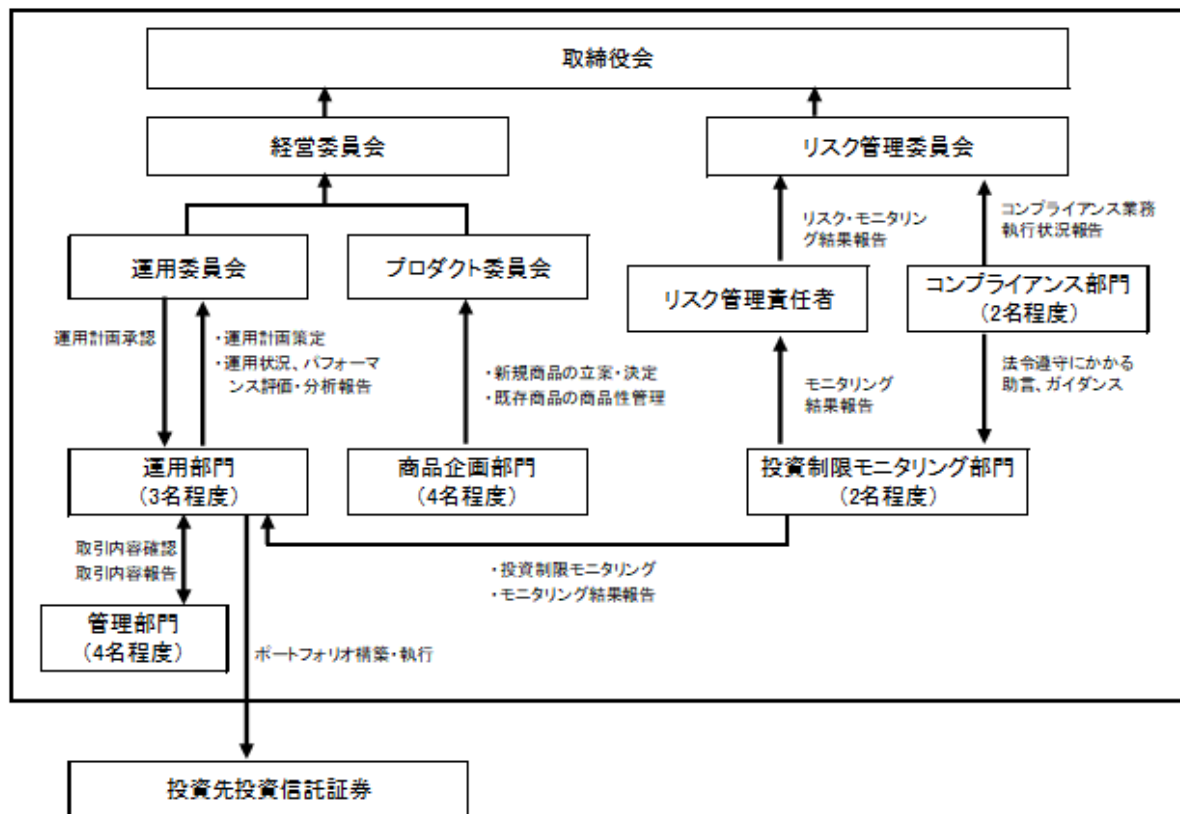 取締役会
経営委員会
リスク管理委員会
リスク・モニタリン
グ結果報告
コンプライアンス業務
執行状況報告
運用委員会
プロダクト委員会
リスク管理責任者
コンプライアンス部門
(2名程度)
運用計画承認
・運用計画策定
・運用状況、パフォーマ
ンス評価・分析報告
・新規商品の立案・決定
・既存商品の商品性管理
モニタリング
結果報告
法令遵守にかかる
助言、ガイダンス
運用部門
(3名程度)
商品企画部門
(4名程度)
投資制限モニタリング部門
(2名程度)
取引内容確認
取引内容報告
・投資制限モニタリング
・モニタリング結果報告
管理部門
(4名程度)
ポートフォリオ構築・執行
投資先投資信託証券